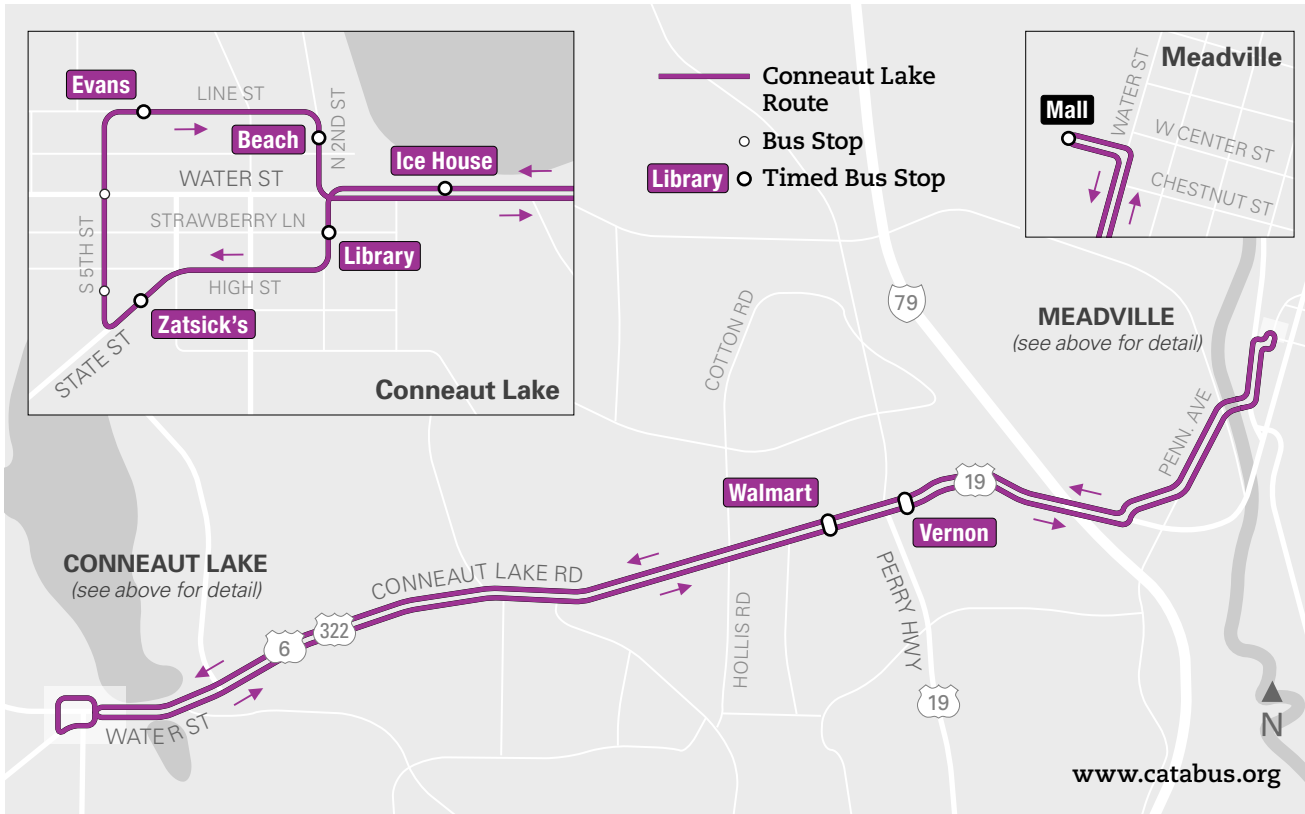 Evans
LINE ST
Beach
N 2ND ST
Ice House
WATER ST
STRAWBERRY LN
Library
S 5TH ST
HIGH ST
Zatsick's
STATE ST
Conneaut Lake
Conneaut Lake
Route
Bus Stop
Library
Timed Bus Stop
Meadville
Mall
WATER ST
W CENTER ST
CHESTNUT ST
79
MEADVILLE
(see above for detail)
COTTON RD
PENN. AVE
19
Walmart
Vernon
CONNEAUT LAKE
(see above for detail)
CONNEAUT LAKE RD
PERRY HWY
HOLLIS RD
322
6
19
WATER ST
N
www.catabus.org